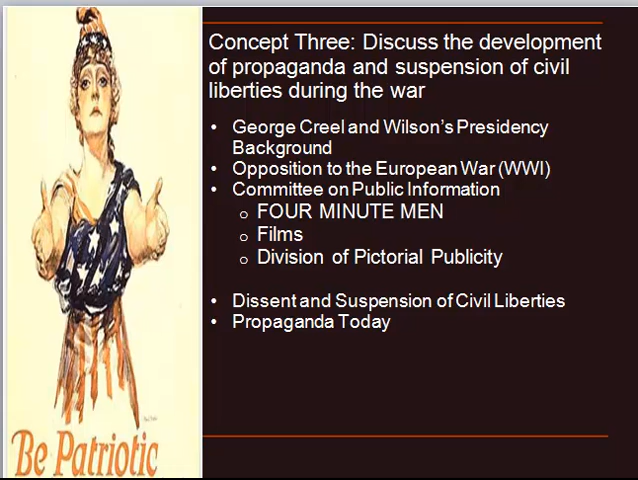 Concept Three: Discuss the development
of propaganda and suspension of civil
liberties during the war
• George Creel and Wilson's Presidency
Background
• Opposition to the European War (WWI)
• Committee on Public Information
o FOUR MINUTE MEN
o Films
o Division of Pictorial Publicity
• Dissent and Suspension of Civil Liberties
• Propaganda Today
Be Patriotic